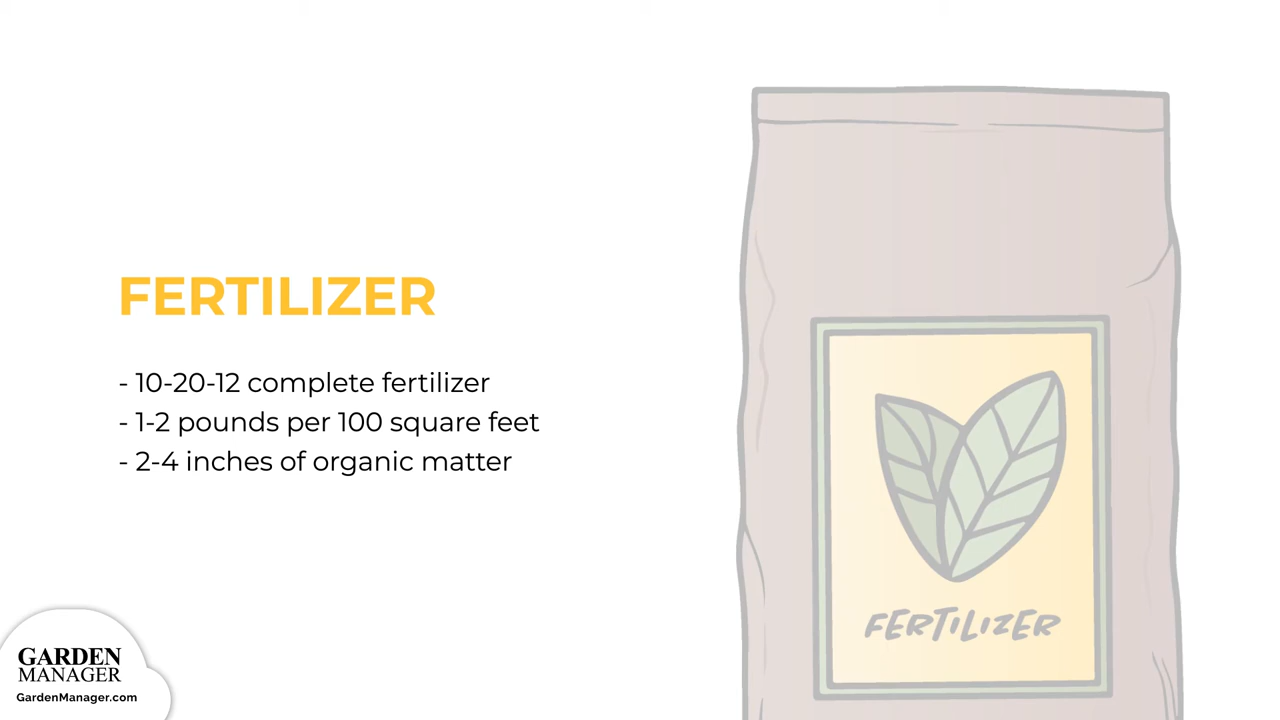 FERTILIZER
- 10-20-12 complete fertilizer
- 1-2 pounds per 100 square feet
- 2-4 inches of organic matter
FERTILIZER
GARDEN
MANAGER
GardenManager.com